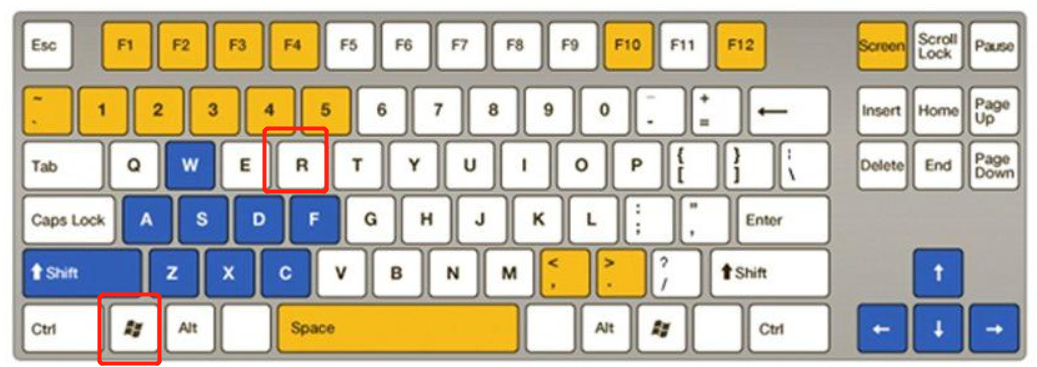 Esc F1 F2 F3 F4 F5 F6 F7 F8 F9 F10 F11 F12 Screen Scroll Lock Pause
~ ` 1 2 3 4 5 6 7 8 9 0 - - + = ← Insert Home Page Up
Tab Q W E R T Y U I O P { [ } ] ¦ \ Delete End Page Down
Caps Lock A S D F G H J K L : ; " , Enter
⬆ Shift Z X C V B N M < , > . ? / ⬆ Shift ↑
Ctrl Alt Space Alt Ctrl ← ↓ →